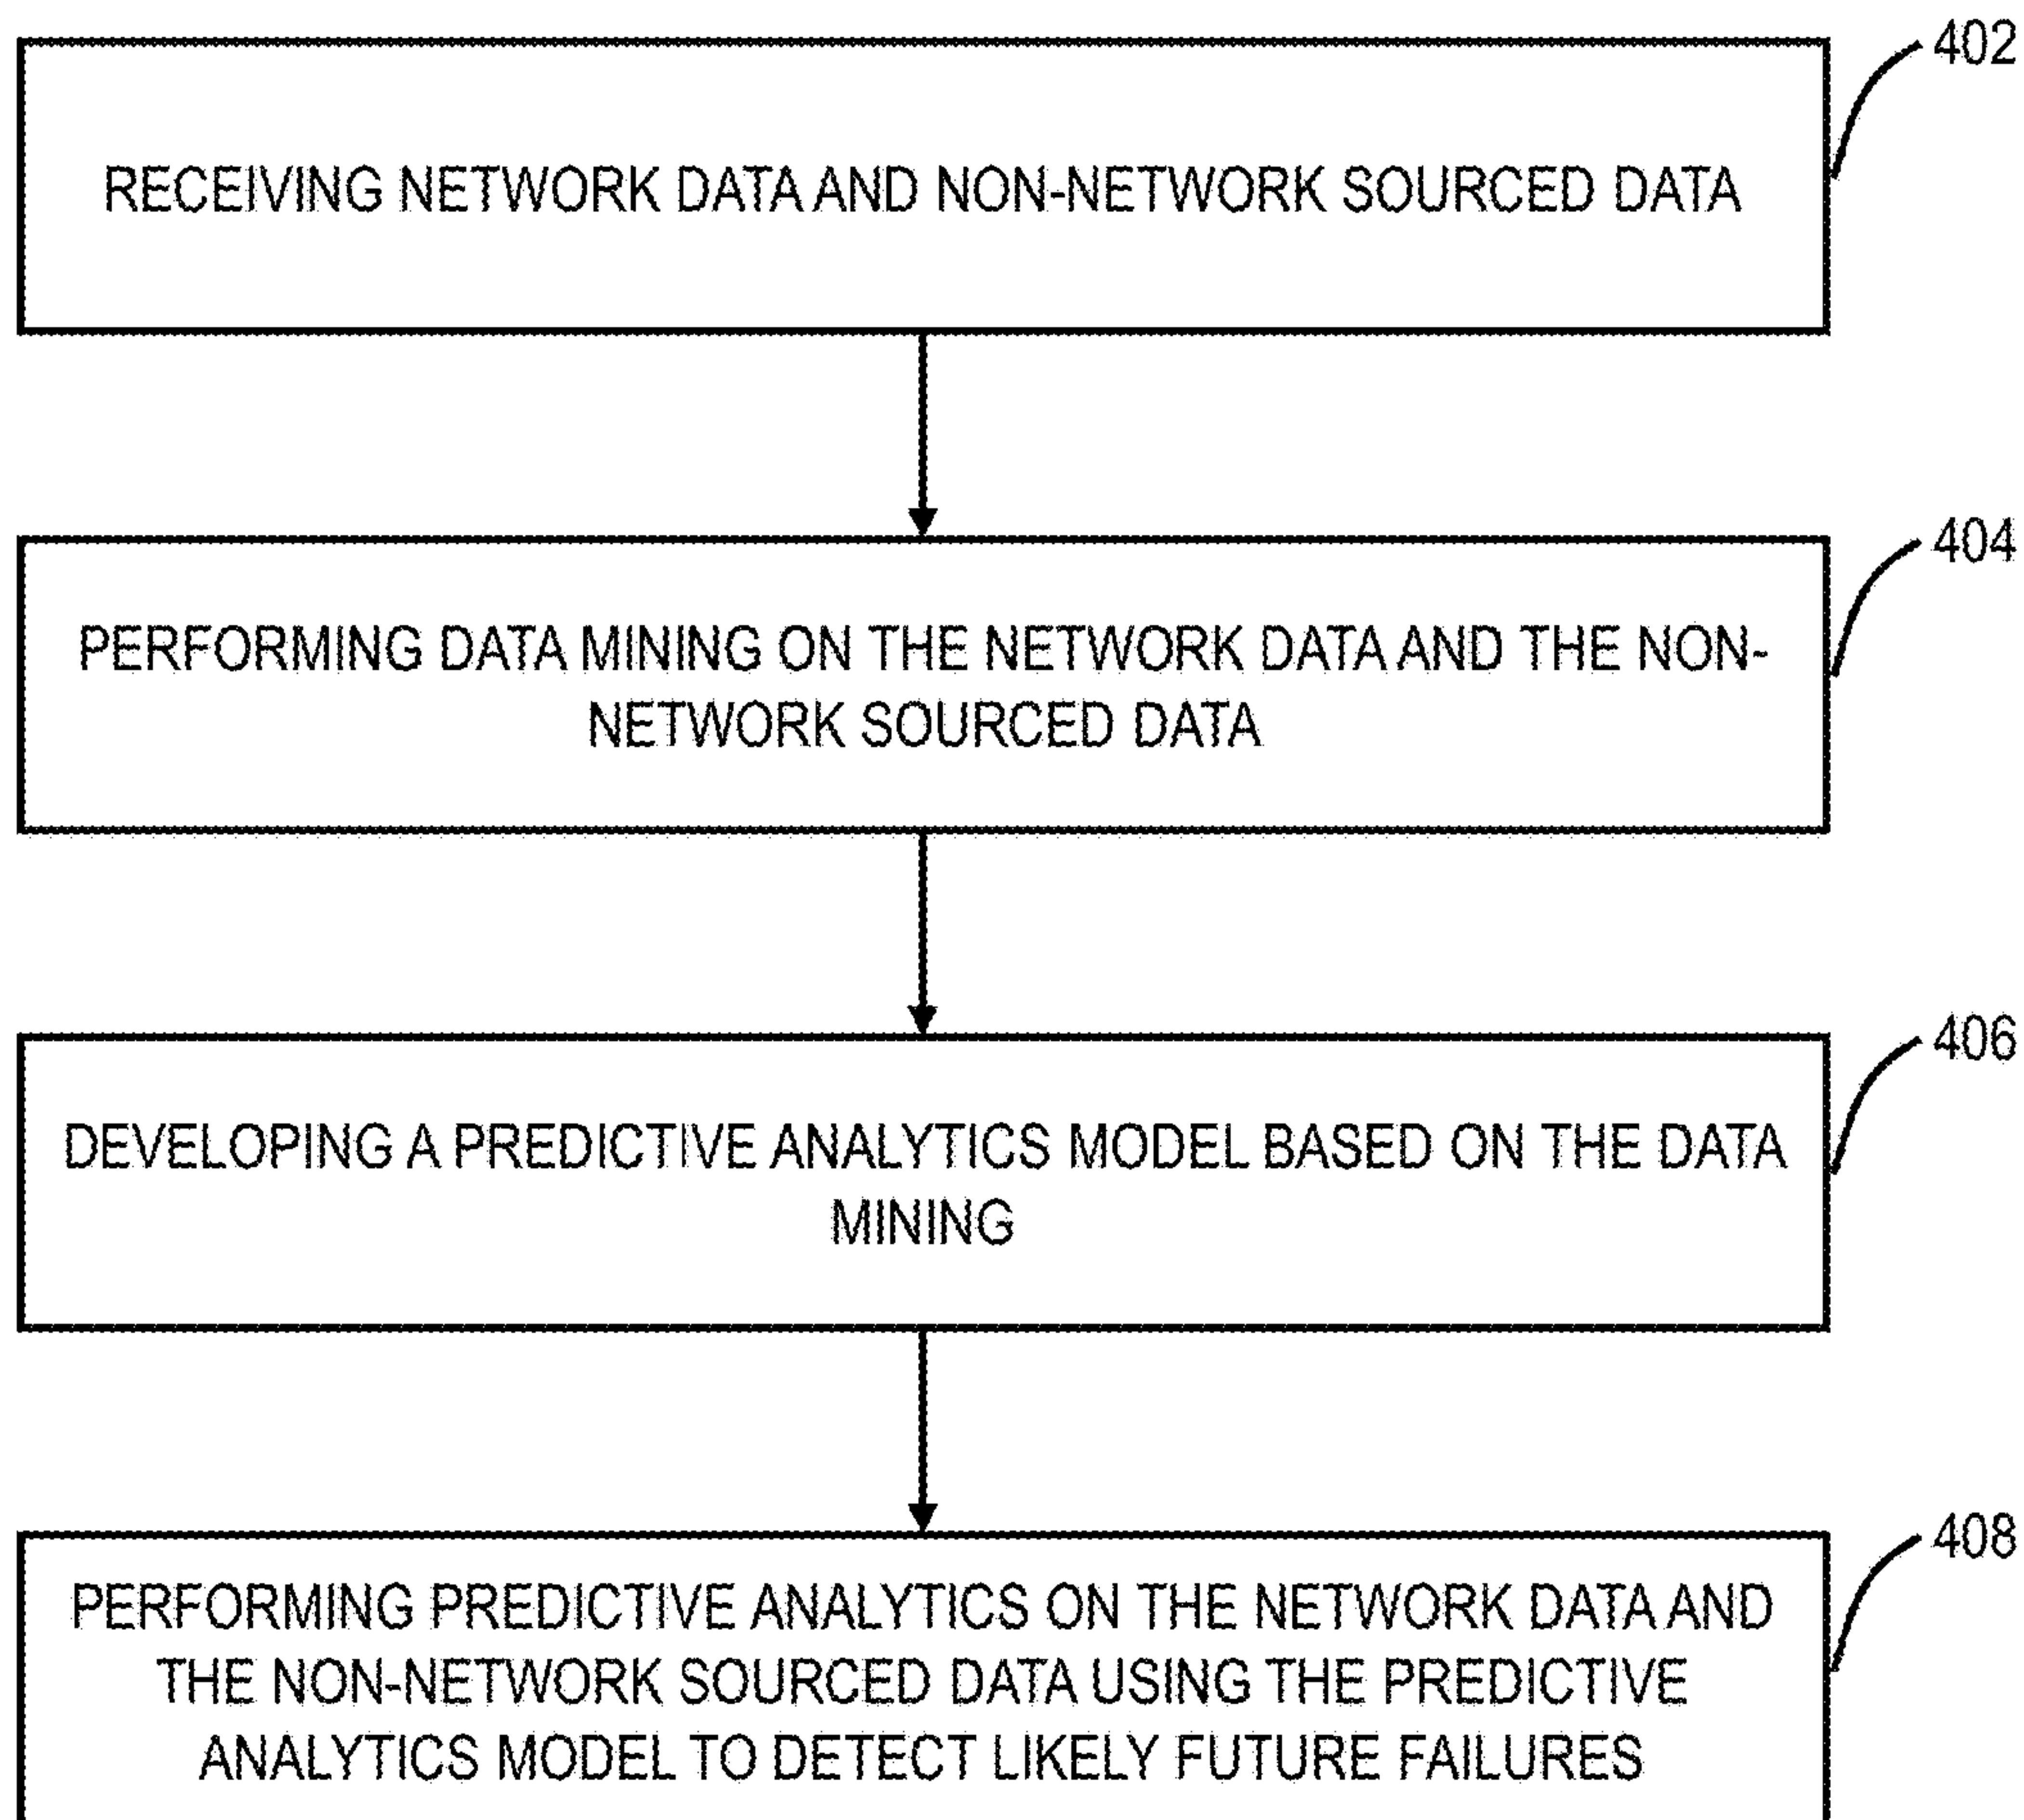 402
RECEIVING NETWORK DATA AND NON-NETWORK SOURCED DATA
404
PERFORMING DATA MINING ON THE NETWORK DATA AND THE NON-
NETWORK SOURCED DATA
406
DEVELOPING A PREDICTIVE ANALYTICS MODEL BASED ON THE DATA
MINING
408
PERFORMING PREDICTIVE ANALYTICS ON THE NETWORK DATA AND
THE NON-NETWORK SOURCED DATA USING THE PREDICTIVE
ANALYTICS MODEL TO DETECT LIKELY FUTURE FAILURES